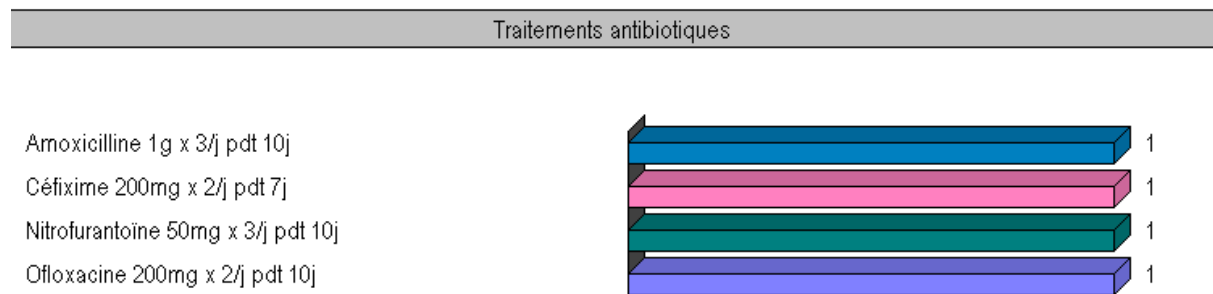 Traitements antibiotiques
Amoxicilline 1g x 3/j pdt 10j 1
Céfixime 200mg x 2/j pdt 7j 1
Nitrofurantoïne 50mg x 3/j pdt 10j 1
Ofloxacine 200mg x 2/j pdt 10j 1